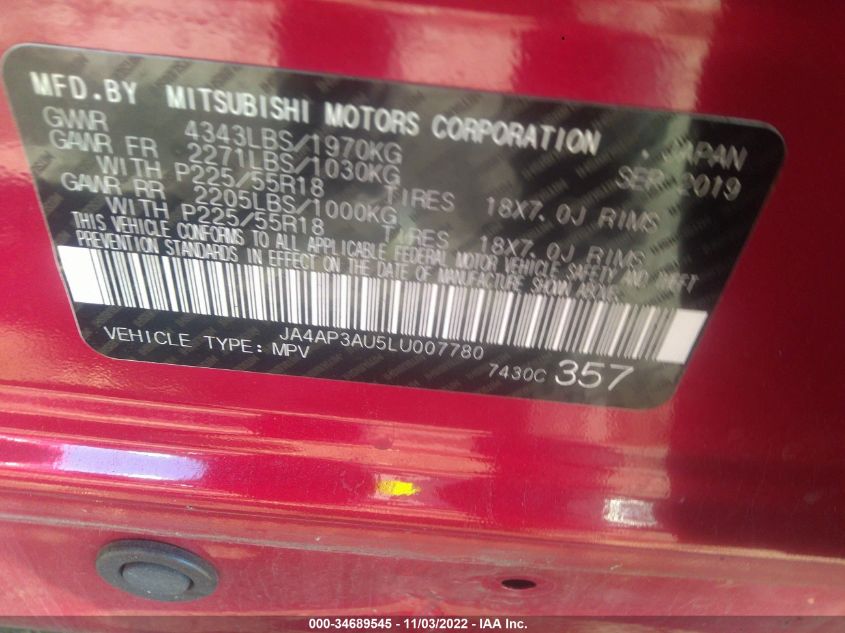 MFD.BY MITSUBISHI MOTORS CORPORATION . JAPAN
GVWR 4343LBS/1970KG SEP 2019
GAWR FR 2271LBS/1030KG
WITH P225/55R18 TIRES 18X7.0J RIMS
GAWR RR 2205LBS/1000KG
WITH P225/55R18 TIRES 18X7.0J RIMS
THIS VEHICLE CONFORMS TO ALL APPLICABLE FEDERAL MOTOR VEHICLE SAFETY AND THEFT
PREVENTION STANDARDS IN EFFECT ON THE DATE OF MANUFACTURE SHOWN ABOVE.
JA4AP3AU5LU007780
VEHICLE TYPE: MPV
7430C 357
000-34689545 - 11/03/2022 - IAA Inc.